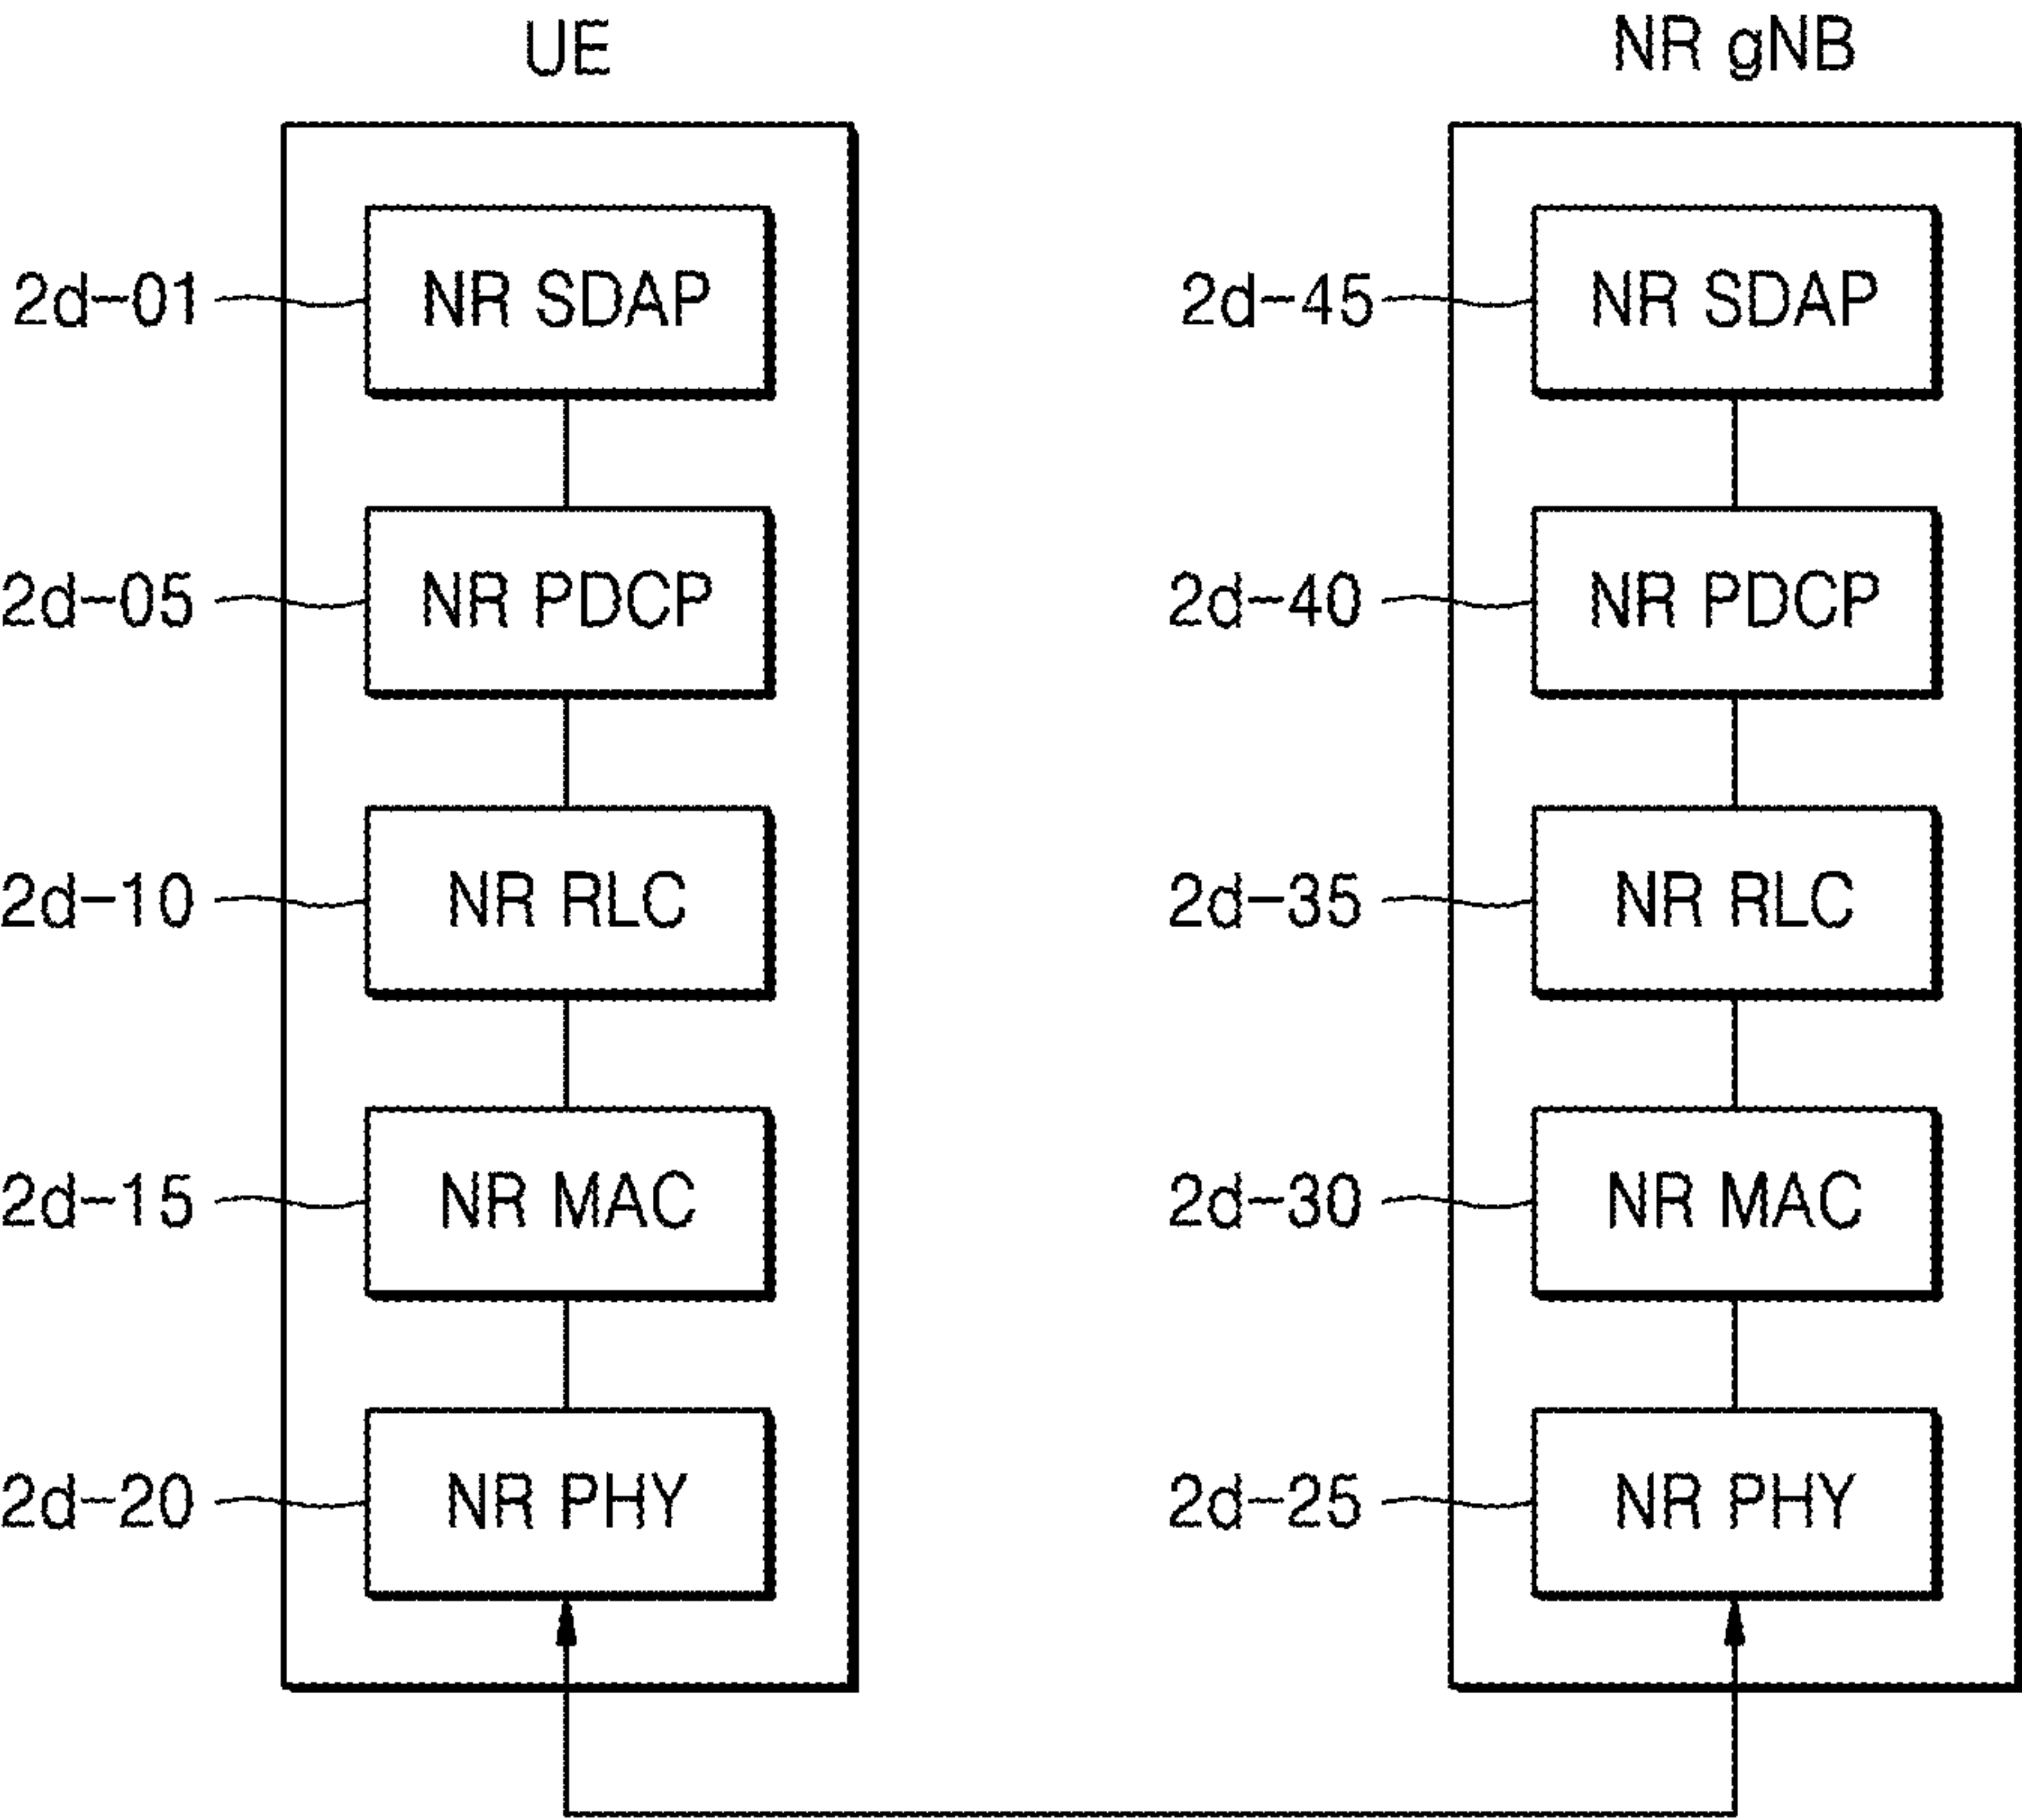 UE NR gNB
2d-01 NR SDAP 2d-45 NR SDAP
2d-05 NR PDCP 2d-40 NR PDCP
2d-10 NR RLC 2d-35 NR RLC
2d-15 NR MAC 2d-30 NR MAC
2d-20 NR PHY 2d-25 NR PHY